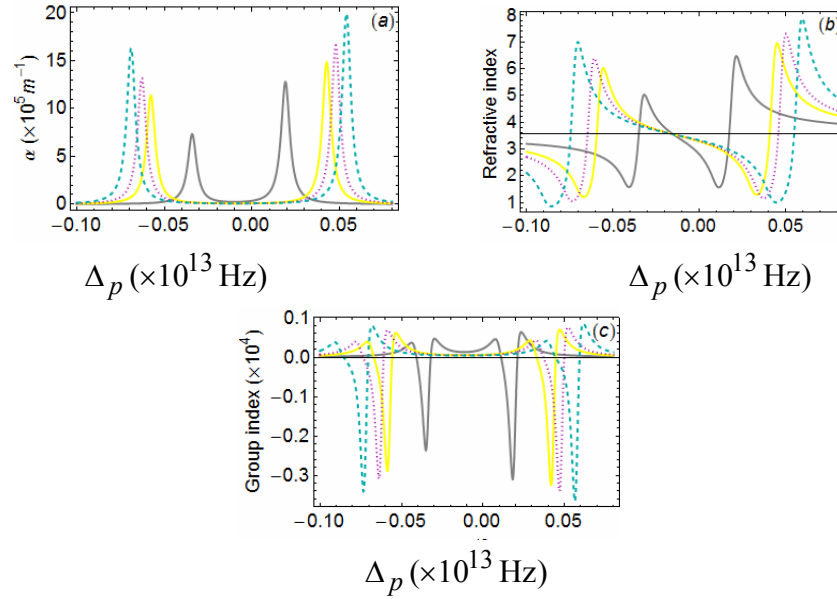 (a)
α (×10⁵ m⁻¹)
20
15
10
5
0
−0.10 −0.05 0.00 0.05
Δp (×10¹³ Hz)
(b)
Refractive index
8
7
6
5
4
3
2
1
−0.10 −0.05 0.00 0.05
Δp (×10¹³ Hz)
(c)
Group index (×10⁴)
0.1
0.0
−0.1
−0.2
−0.3
−0.10 −0.05 0.00 0.05
Δp (×10¹³ Hz)